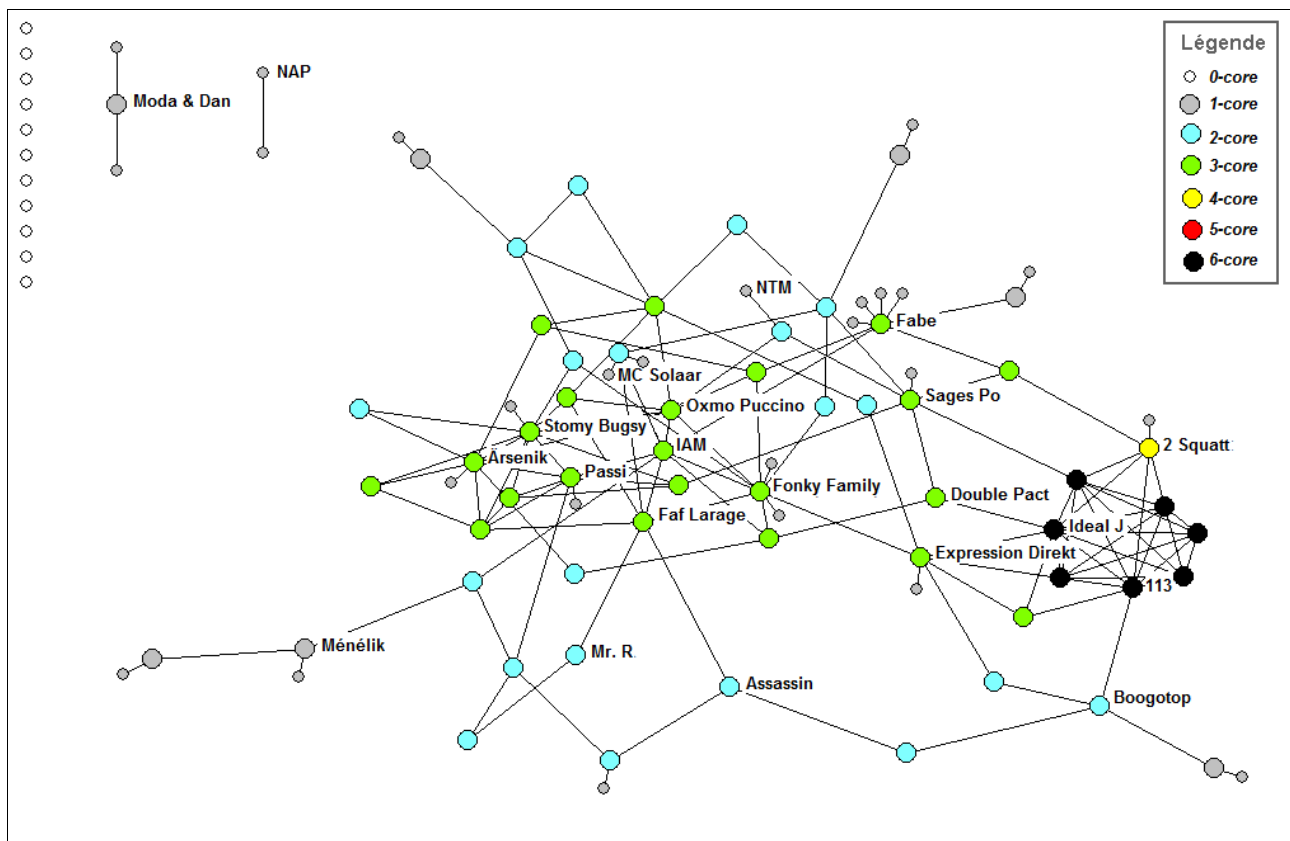 Légende
0-core
1-core
2-core
3-core
4-core
5-core
6-core
NAP
Moda & Dan
NTM
Fabe
MC Solaar
Oxmo Puccino
Sages Po
Stomy Bugsy
IAM
2 Squatt
Ärsenik
Passi
Fonky Family
Double Pact
Faf Larage
Ideal J
Expression Direkt
113
Ménélik
Mr. R
Assassin
Boogotop